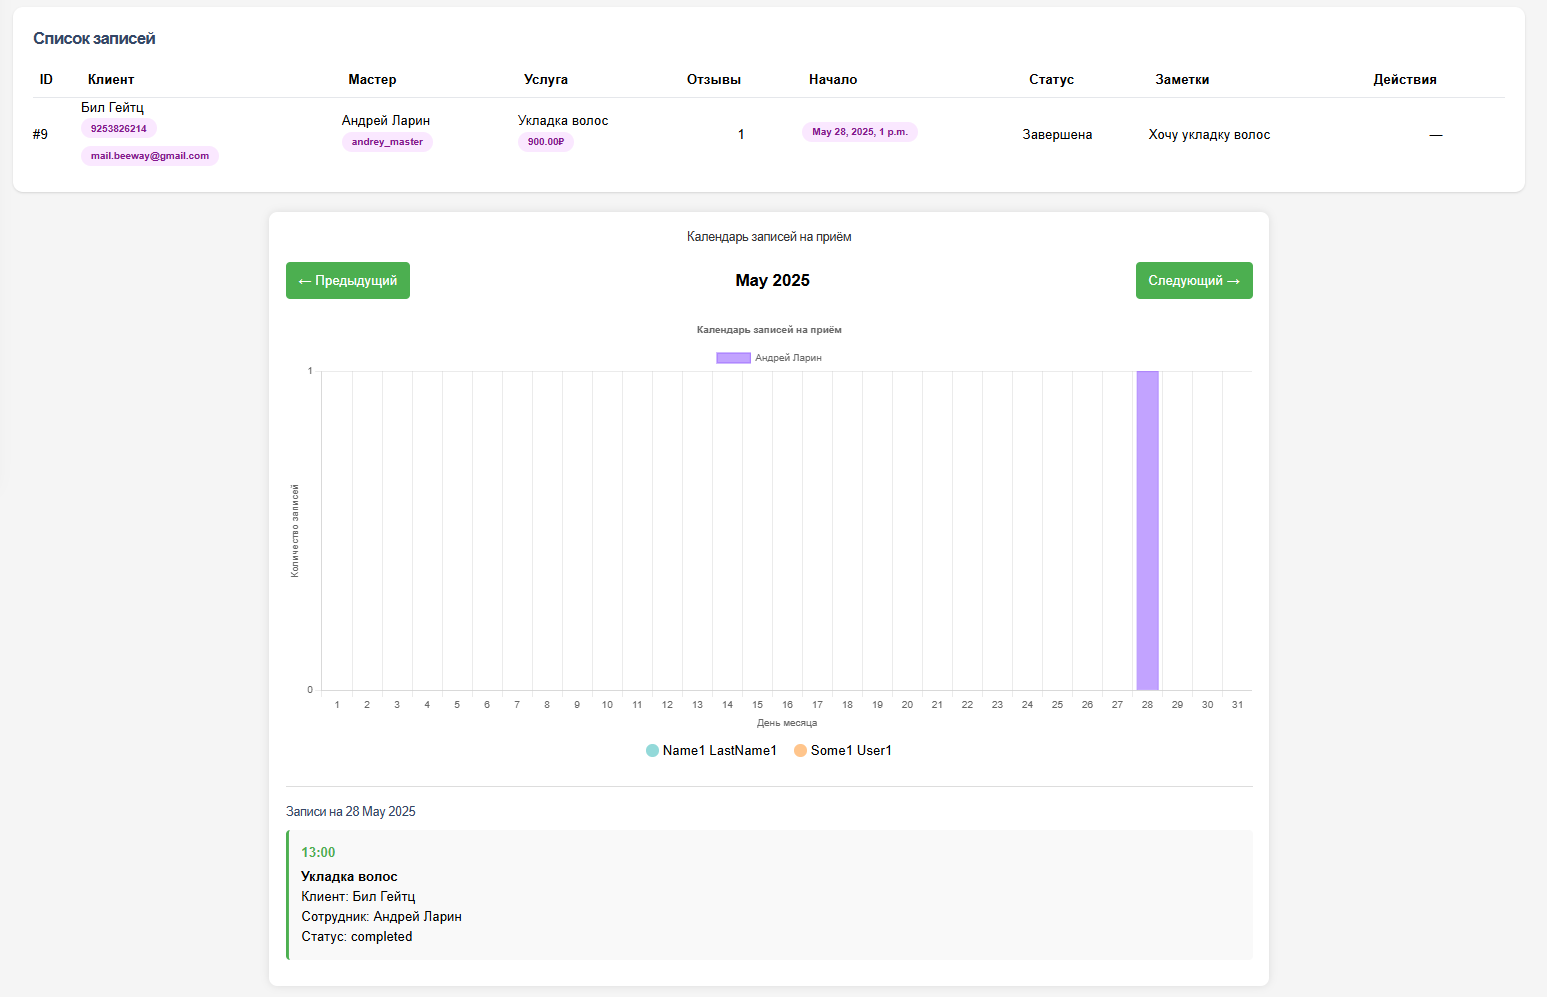 Список записей
ID Клиент Мастер Услуга Отзывы Начало Статус Заметки Действия
Бил Гейтц
9253826214
mail.beeway@gmail.com
#9
Андрей Ларин
andrey_master
Укладка волос
900.00₽
1
May 28, 2025, 1 p.m.
Завершена
Хочу укладку волос
—
Календарь записей на приём
← Предыдущий
May 2025
Следующий →
Календарь записей на приём
Андрей Ларин
1
Количество записей
0
1 2 3 4 5 6 7 8 9 10 11 12 13 14 15 16 17 18 19 20 21 22 23 24 25 26 27 28 29 30 31
День месяца
Name1 LastName1 Some1 User1
Записи на 28 May 2025
13:00
Укладка волос
Клиент: Бил Гейтц
Сотрудник: Андрей Ларин
Статус: completed